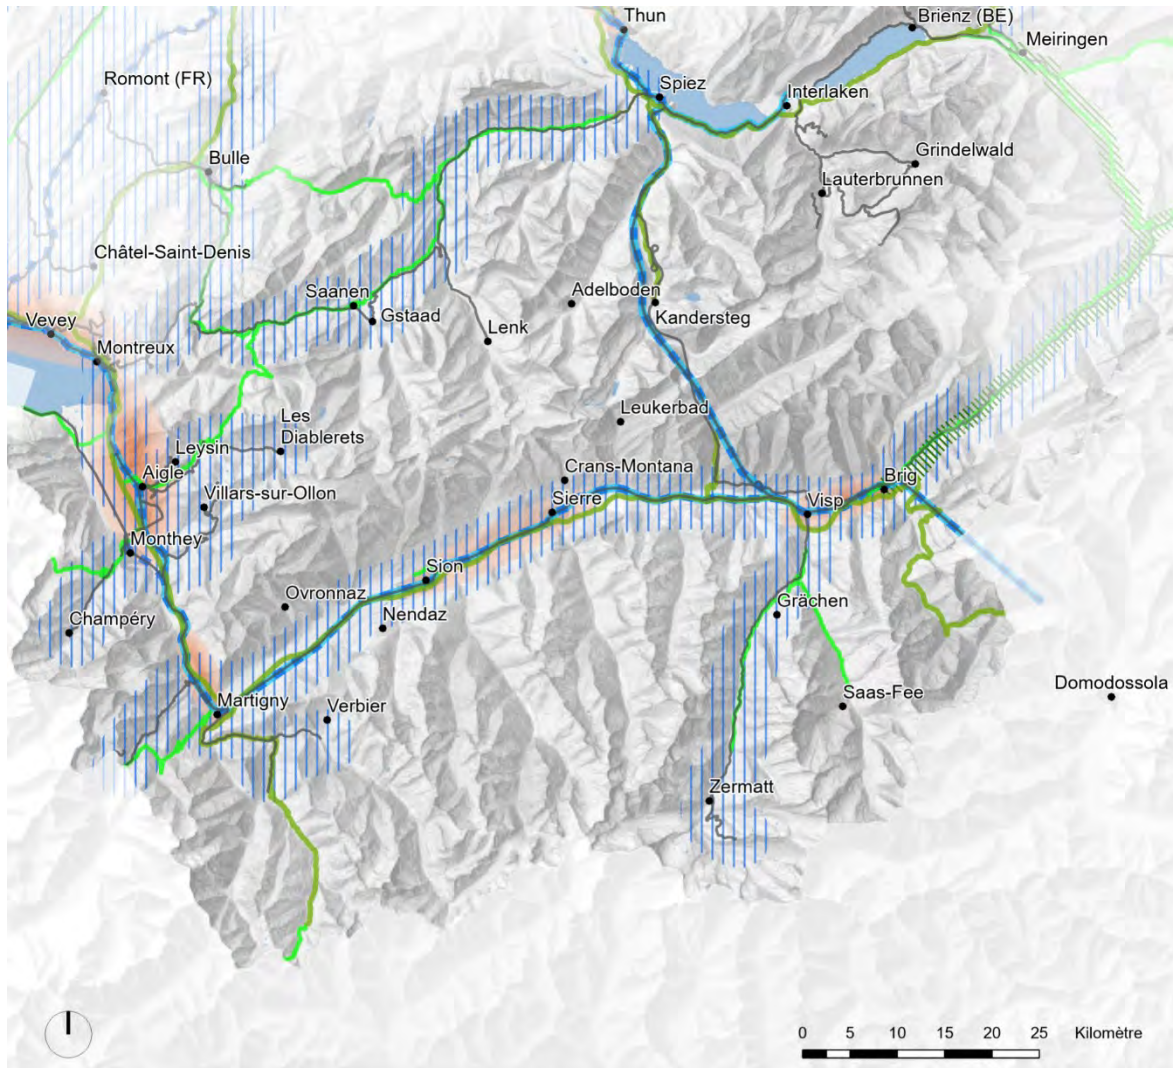 Thun
Brienz (BE)
Meiringen
Romont (FR)
Spiez
Interlaken
Bulle
Grindelwald
Lauterbrunnen
Châtel-Saint-Denis
Saanen
Gstaad
Adelboden
Kandersteg
Vevey
Montreux
Lenk
Les
Diablerets
Leukerbad
Leysin
Aigle
Crans-Montana
Villars-sur-Ollon
Sierre
Visp
Brig
Monthey
Sion
Ovronnaz
Nendaz
Grächen
Champéry
Martigny
Verbier
Saas-Fee
Domodossola
Zermatt
0 5 10 15 20 25 Kilomètre